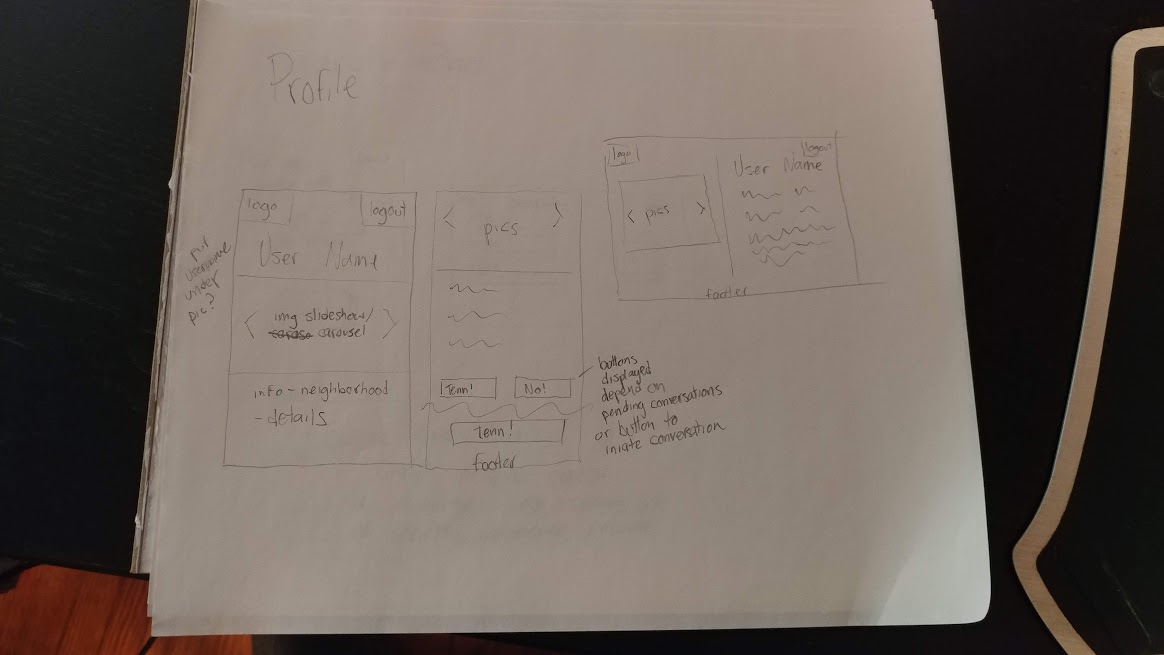 Profile
logo
logout
User Name
put
username
under
pic?
< img slideshow/ >
carousel
info - neighborhood
- details
< pics >
Tenn!
No!
Tenn!
footer
buttons
displayed
depend on
pending conversations
or button to
iniate conversation
logo
logout
User Name
< pics >
footer